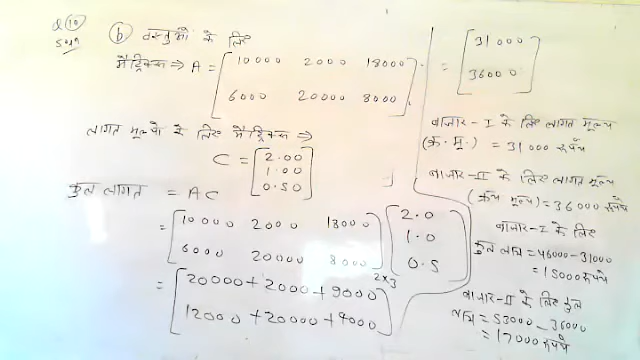 Q 10
Soln
(b) वस्तुओं के लिए
मैट्रिक्स ⇒ A = [10000 2000 18000
6000 20000 8000]
लागत मूल्यों के लिए मैट्रिक्स ⇒
C = [2.00
1.00
0.50]
कुल लागत = AC
= [10000 2000 18000
6000 20000 8000] 2×3 [2.0
1.0
0.5]
= [20000 + 2000 + 9000
12000 + 20000 + 4000]
= [31000
36000]
बाजार-I के लिए लागत मूल्य
(क्र. मू.) = 31000 रुपये
बाजार-II के लिए लागत मूल्य
(क्रय मूल्य) = 36000 रुपये
बाजार-I के लिए
कुल लाभ = 46000 - 31000
= 15000 रुपये
बाजार-II के लिए कुल
लाभ = 53000 - 36000
= 17000 रुपये